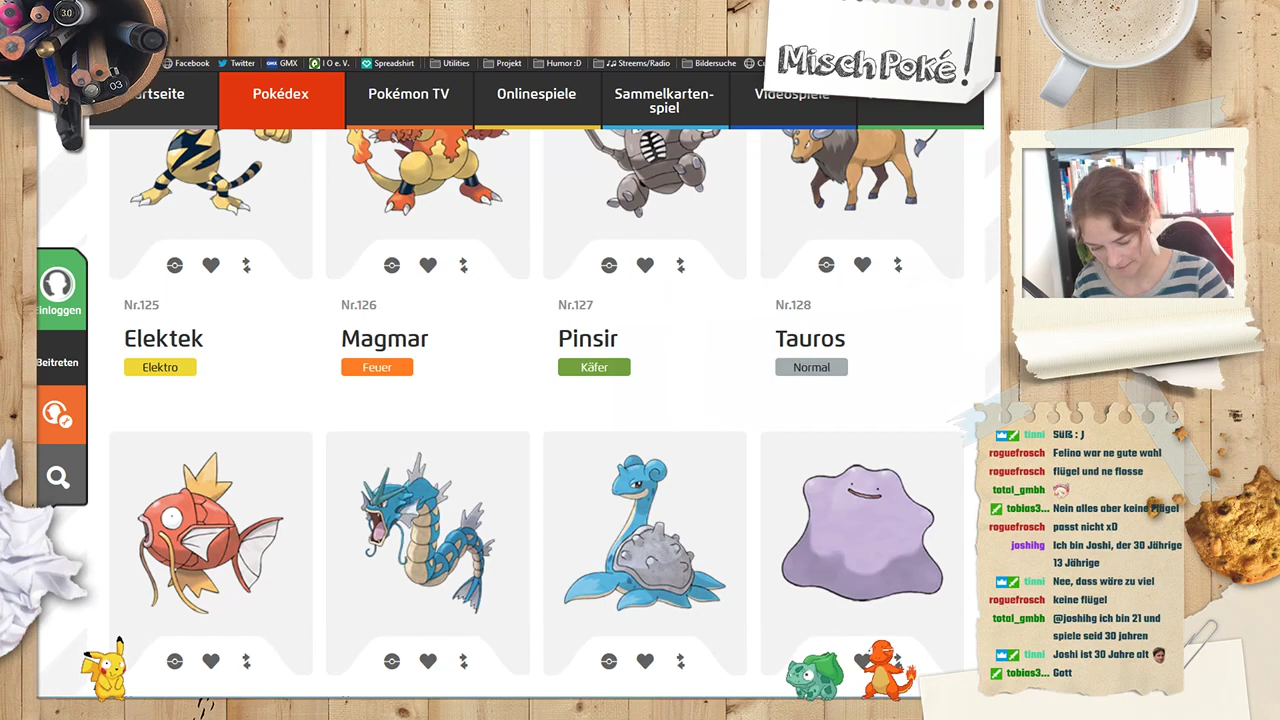 3.0
03
Facebook
Twitter
GMX
I O e. V.
Spreadshirt
Utilities
Projekt
Humor :D
Streems/Radio
Bildersuche
Misch Poké!
rtseite
Pokédex
Pokémon TV
Onlinespiele
Sammelkarten-
spiel
Videospiele
Nr.125
Elektek
Elektro
Nr.126
Magmar
Feuer
Nr.127
Pinsir
Käfer
Nr.128
Tauros
Normal
Einloggen
Beitreten
tinni Süß : J
roguefrosch Felino war ne gute wahl
roguefrosch flügel und ne flosse
total_gmbh
tobias3... Nein alles aber keine Flügel
roguefrosch passt nicht xD
joshihg Ich bin Joshi, der 30 Jährige
13 Jährige
tinni Nee, dass wäre zu viel
roguefrosch keine flügel
total_gmbh @joshihg ich bin 21 und
spiele seid 30 jahren
tinni Joshi ist 30 Jahre alt
tobias3... Gott